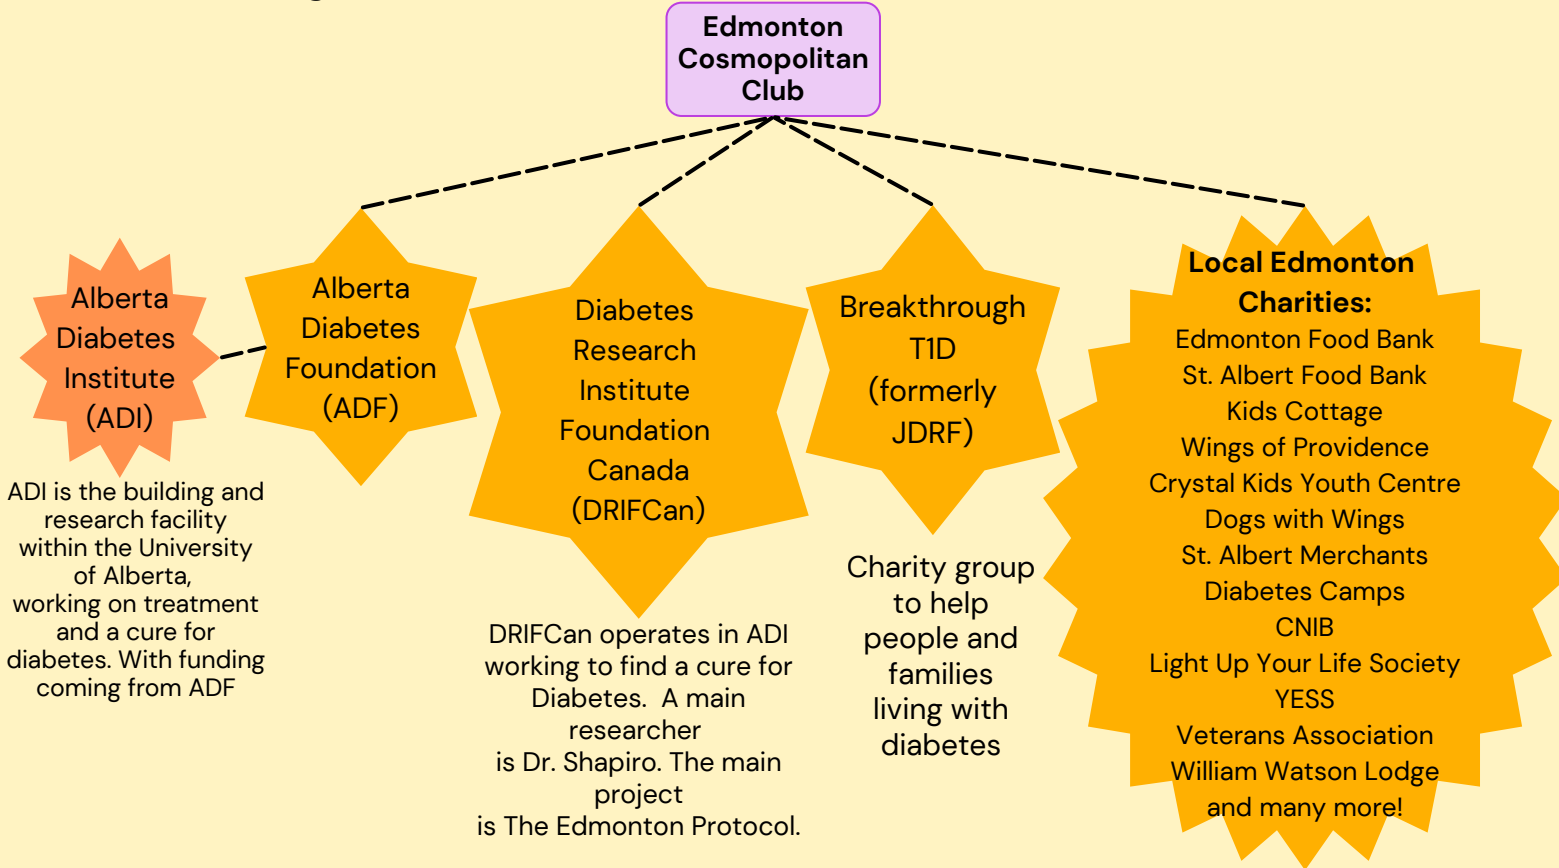 Edmonton
Cosmopolitan
Club
Alberta
Diabetes
Institute
(ADI)
ADI is the building and
research facility
within the University
of Alberta,
working on treatment
and a cure for
diabetes. With funding
coming from ADF
Alberta
Diabetes
Foundation
(ADF)
Diabetes
Research
Institute
Foundation
Canada
(DRIFCan)
DRIFCan operates in ADI
working to find a cure for
Diabetes. A main
researcher
is Dr. Shapiro. The main
project
is The Edmonton Protocol.
Breakthrough
T1D
(formerly
JDRF)
Charity group
to help
people and
families
living with
diabetes
Local Edmonton
Charities:
Edmonton Food Bank
St. Albert Food Bank
Kids Cottage
Wings of Providence
Crystal Kids Youth Centre
Dogs with Wings
St. Albert Merchants
Diabetes Camps
CNIB
Light Up Your Life Society
YESS
Veterans Association
William Watson Lodge
and many more!